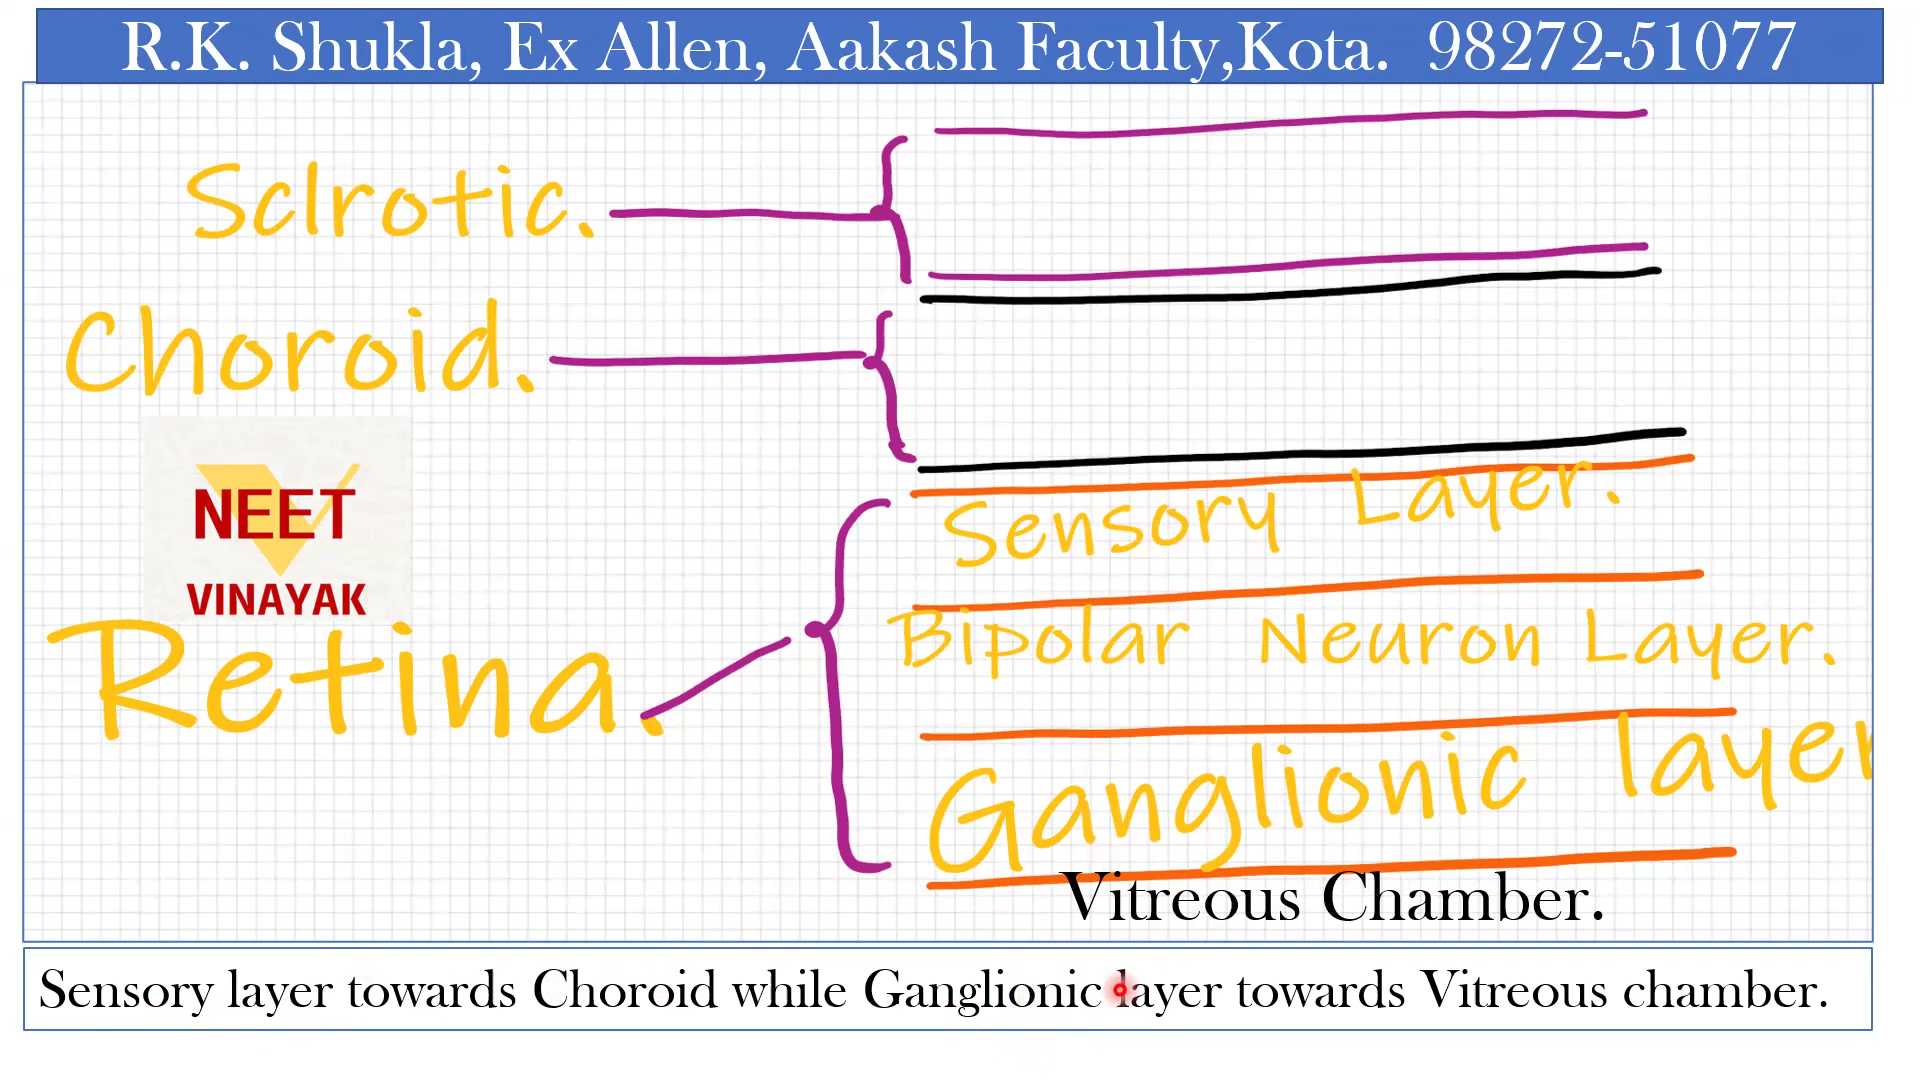 R.K. Shukla, Ex Allen, Aakash Faculty,Kota. 98272-51077
Sclrotic.
Choroid.
NEET
VINAYAK
Retina.
Sensory Layer.
Bipolar Neuron Layer.
Ganglionic layer
Vitreous Chamber.
Sensory layer towards Choroid while Ganglionic layer towards Vitreous chamber.